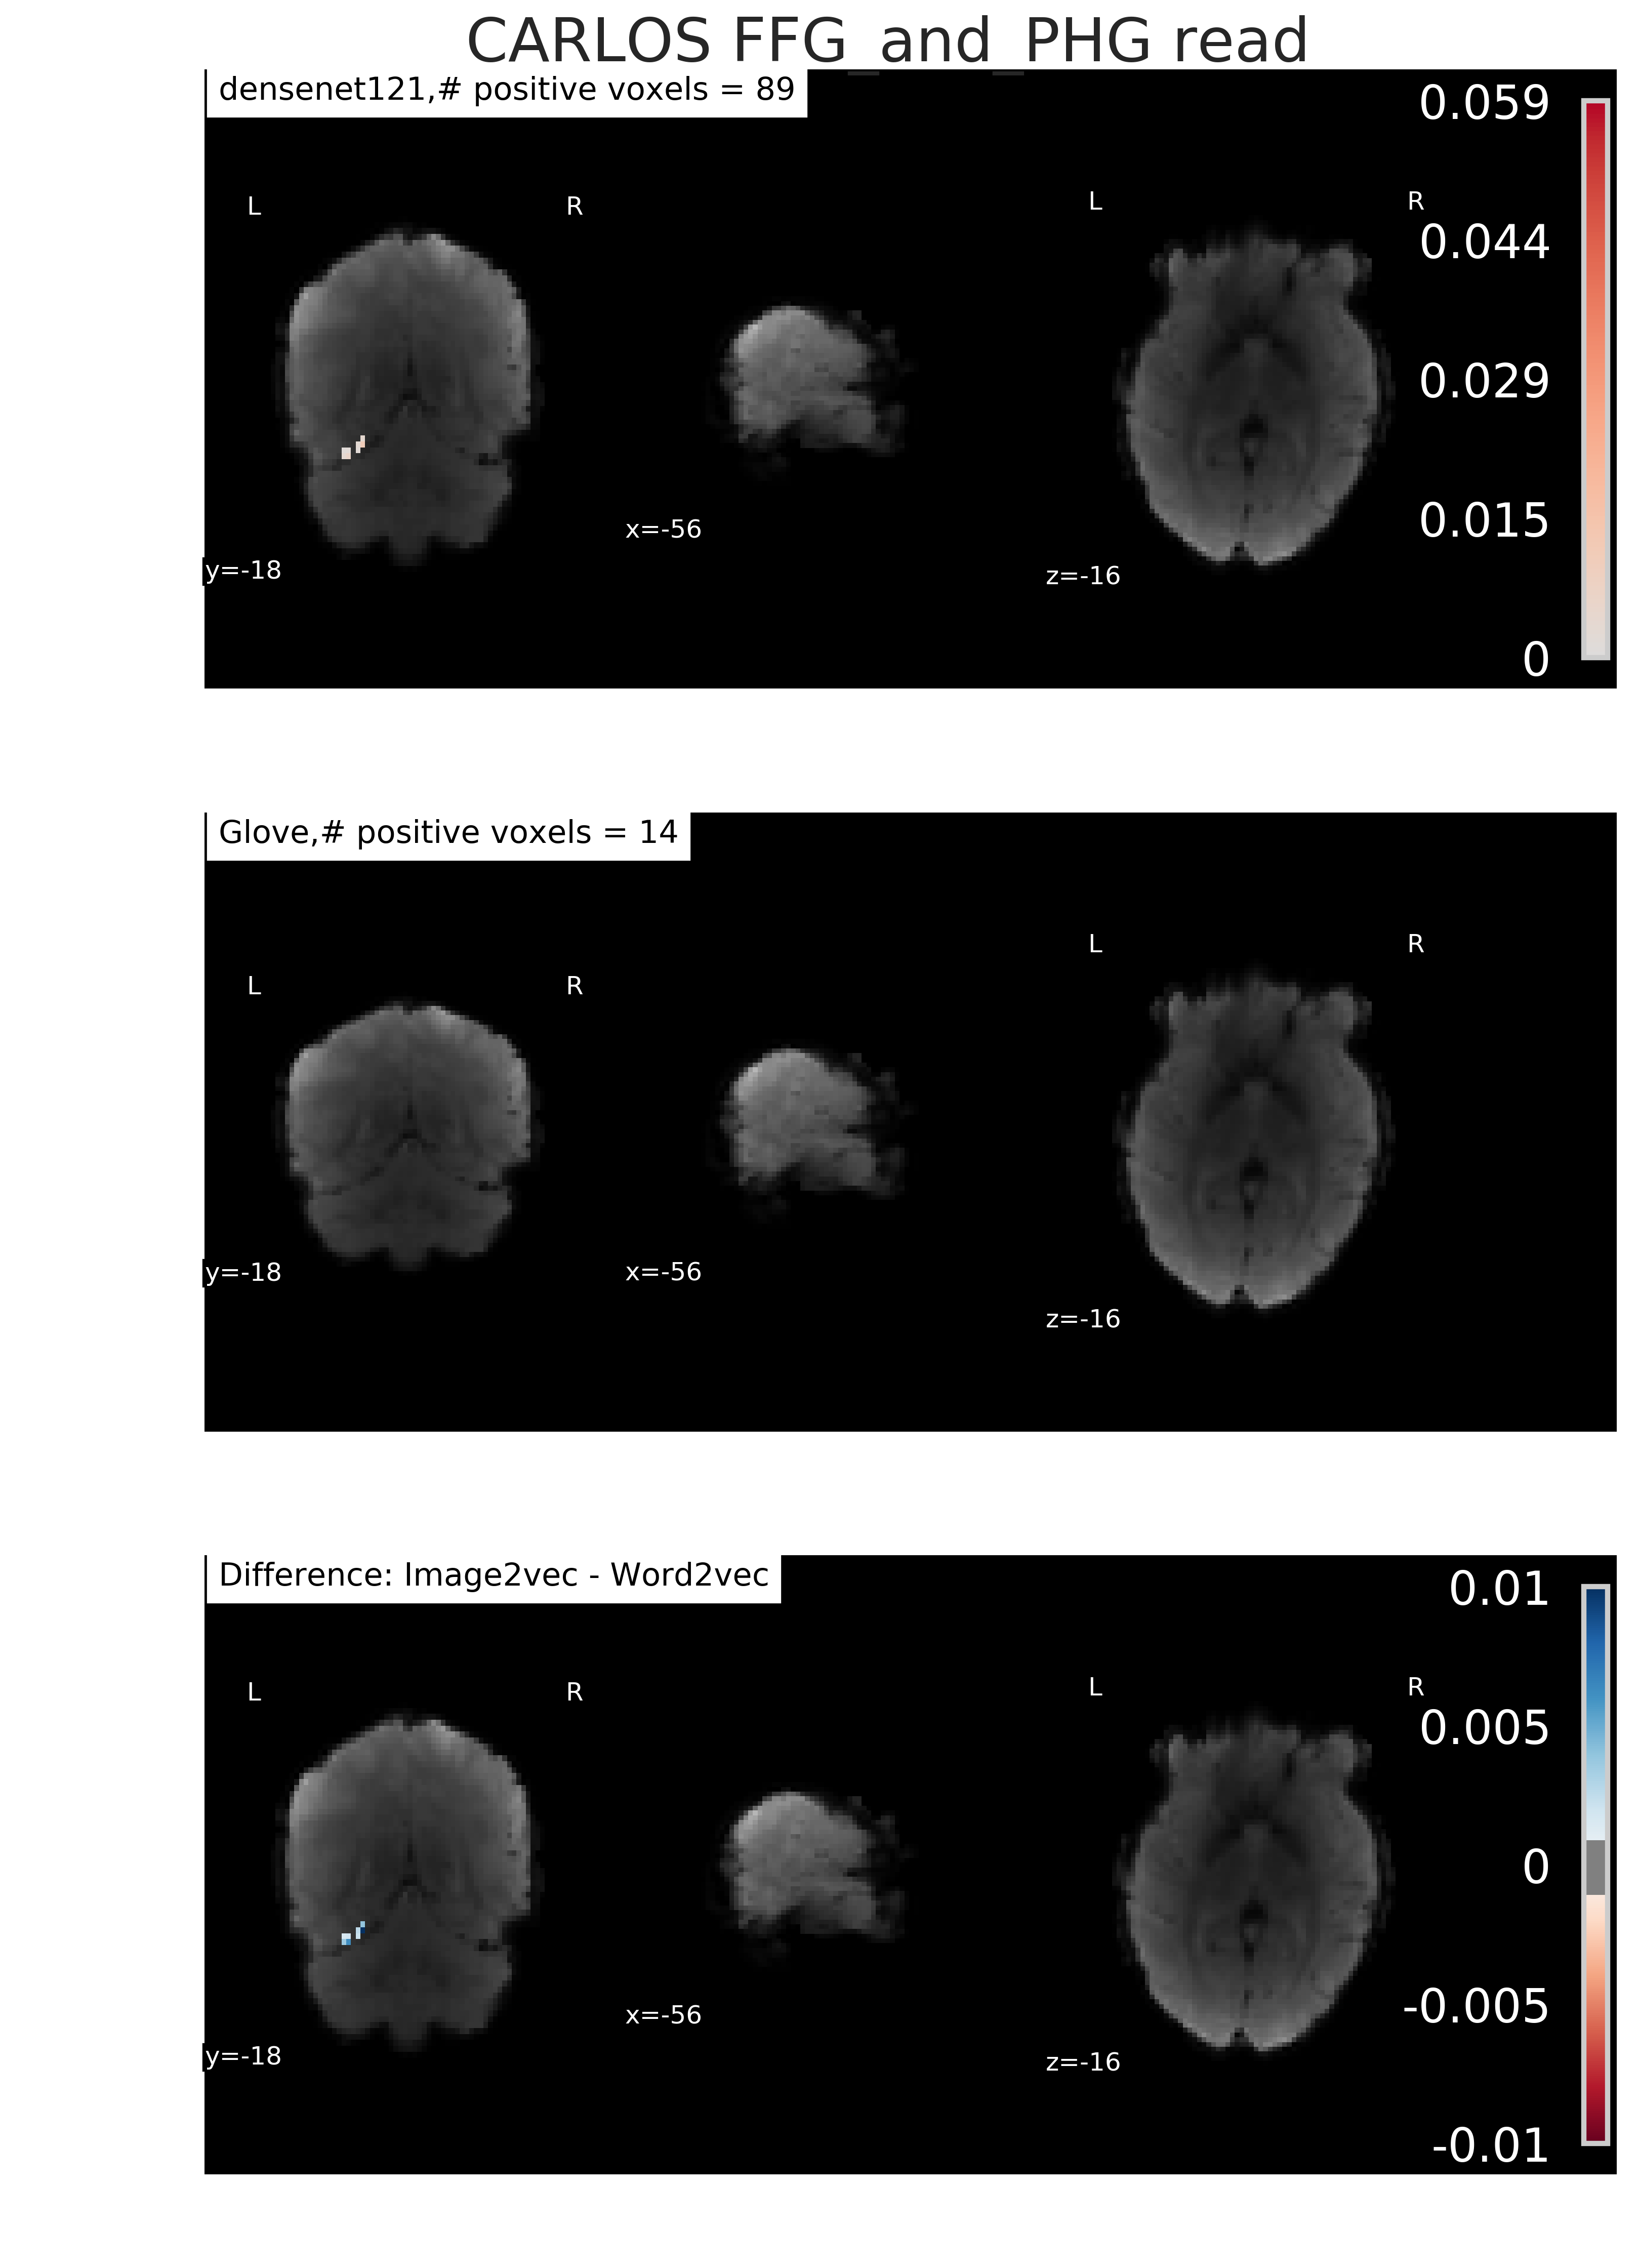 CARLOS FFG_and_PHG read
densenet121,# positive voxels = 89
0.059
L R L R
0.044
0.029
0.015
x=-56
y=-18
z=-16
0
Glove,# positive voxels = 14
L R
L R
y=-18
x=-56
z=-16
Difference: Image2vec - Word2vec
0.01
L R L R
0.005
0
-0.005
x=-56
y=-18
z=-16
-0.01